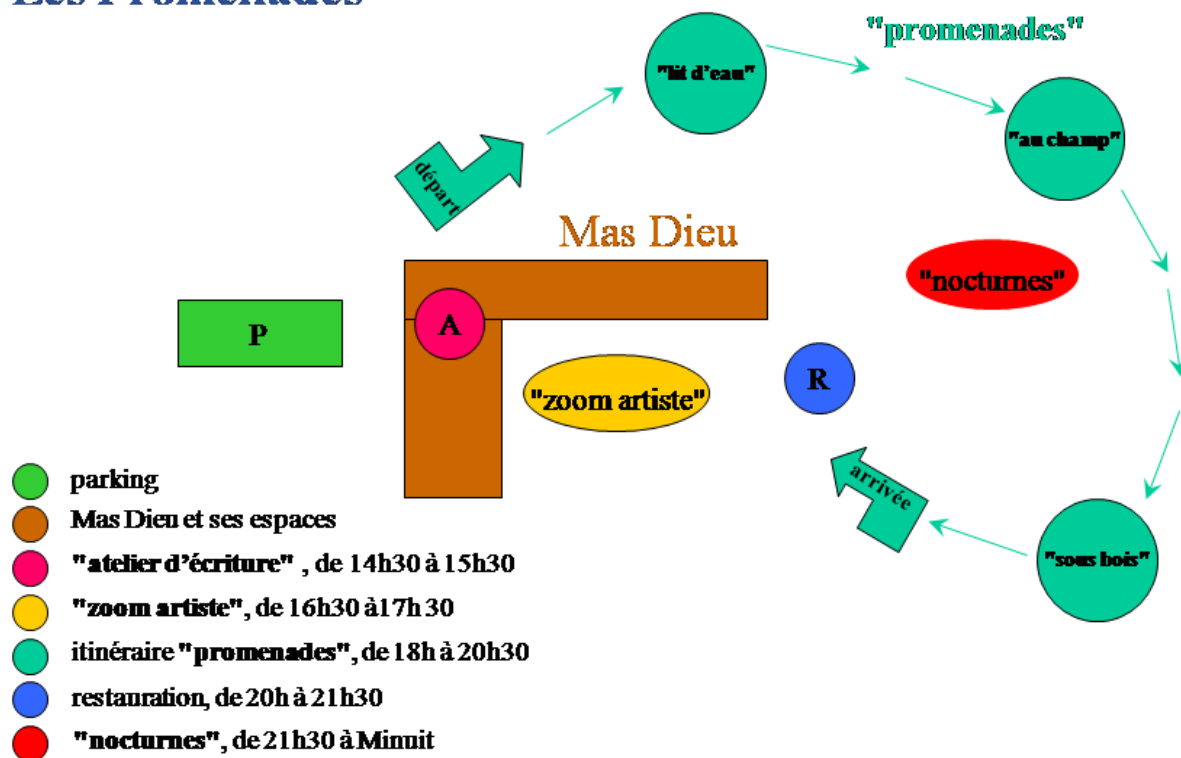 Les Promenades
"promenades"
"lit d'eau"
"au champ"
départ
Mas Dieu
"nocturnes"
P
A
R
"zoom artiste"
arrivée
"sous bois"
parking
Mas Dieu et ses espaces
"atelier d'écriture" , de 14h30 à 15h30
"zoom artiste", de 16h30 à17h 30
itinéraire "promenades", de 18h à 20h30
restauration, de 20h à 21h30
"nocturnes", de 21h30 à Minuit